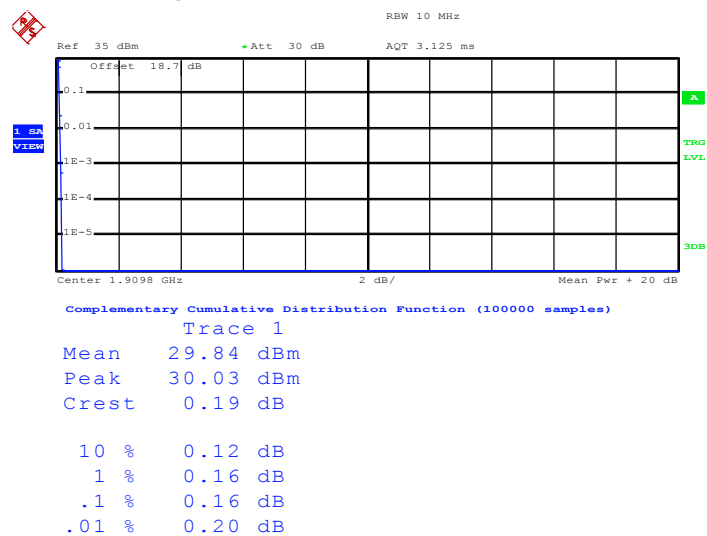 R&S
RBW 10 MHz
Ref 35 dBm * Att 30 dB AQT 3.125 ms
Offset 18.7 dB
0.1
A
0.01
1 SA
VIEW
TRG
LVL
1E-3
1E-4
1E-5
3DB
Center 1.9098 GHz 2 dB/ Mean Pwr + 20 dB
Complementary Cumulative Distribution Function (100000 samples)
Trace 1
Mean 29.84 dBm
Peak 30.03 dBm
Crest 0.19 dB
10 % 0.12 dB
1 % 0.16 dB
.1 % 0.16 dB
.01 % 0.20 dB